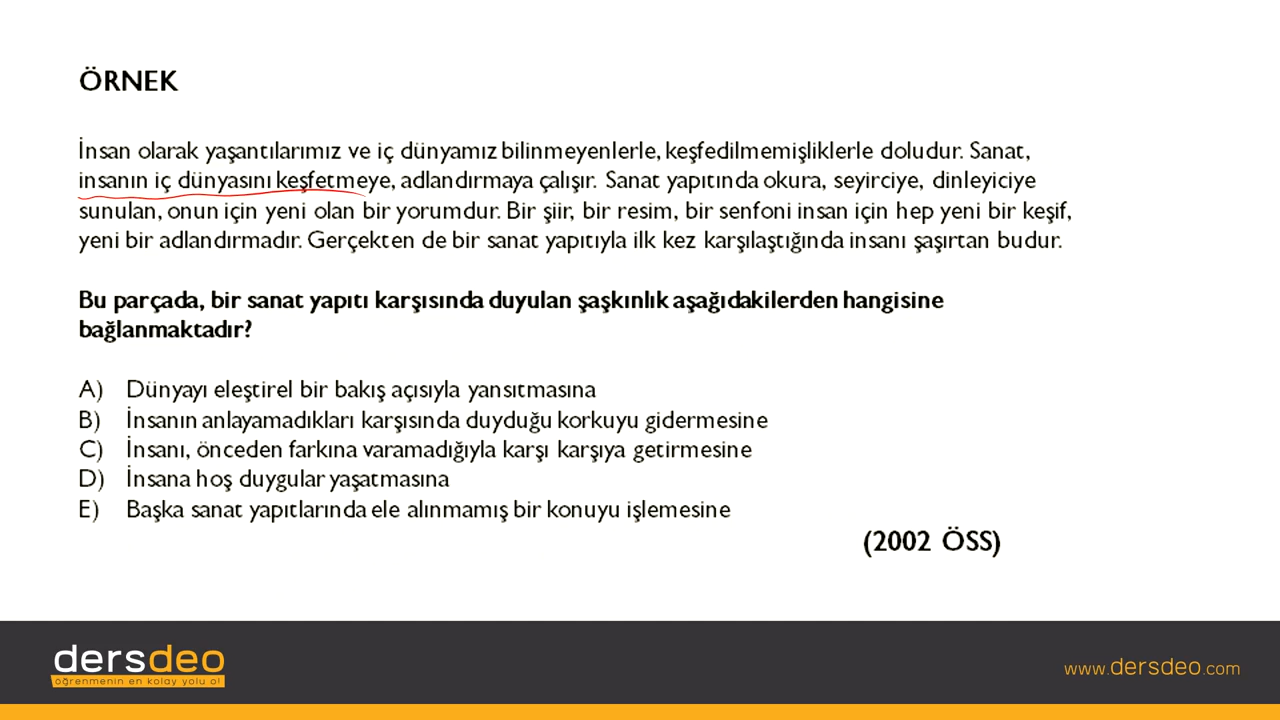 ÖRNEK
İnsan olarak yaşantılarımız ve iç dünyamız bilinmeyenlerle, keşfedilmemişliklerle doludur. Sanat,
insanın iç dünyasını keşfetmeye, adlandırmaya çalışır. Sanat yapıtında okura, seyirciye, dinleyiciye
sunulan, onun için yeni olan bir yorumdur. Bir şiir, bir resim, bir senfoni insan için hep yeni bir keşif,
yeni bir adlandırmadır. Gerçekten de bir sanat yapıtıyla ilk kez karşılaştığında insanı şaşırtan budur.
Bu parçada, bir sanat yapıtı karşısında duyulan şaşkınlık aşağıdakilerden hangisine
bağlanmaktadır?
A) Dünyayı eleştirel bir bakış açısıyla yansıtmasına
B) İnsanın anlayamadıkları karşısında duyduğu korkuyu gidermesine
C) İnsanı, önceden farkına varamadığıyla karşı karşıya getirmesine
D) İnsana hoş duygular yaşatmasına
E) Başka sanat yapıtlarında ele alınmamış bir konuyu işlemesine
(2002 ÖSS)
dersdeo
öğrenmenin en kolay yolu o!
www.dersdeo.com